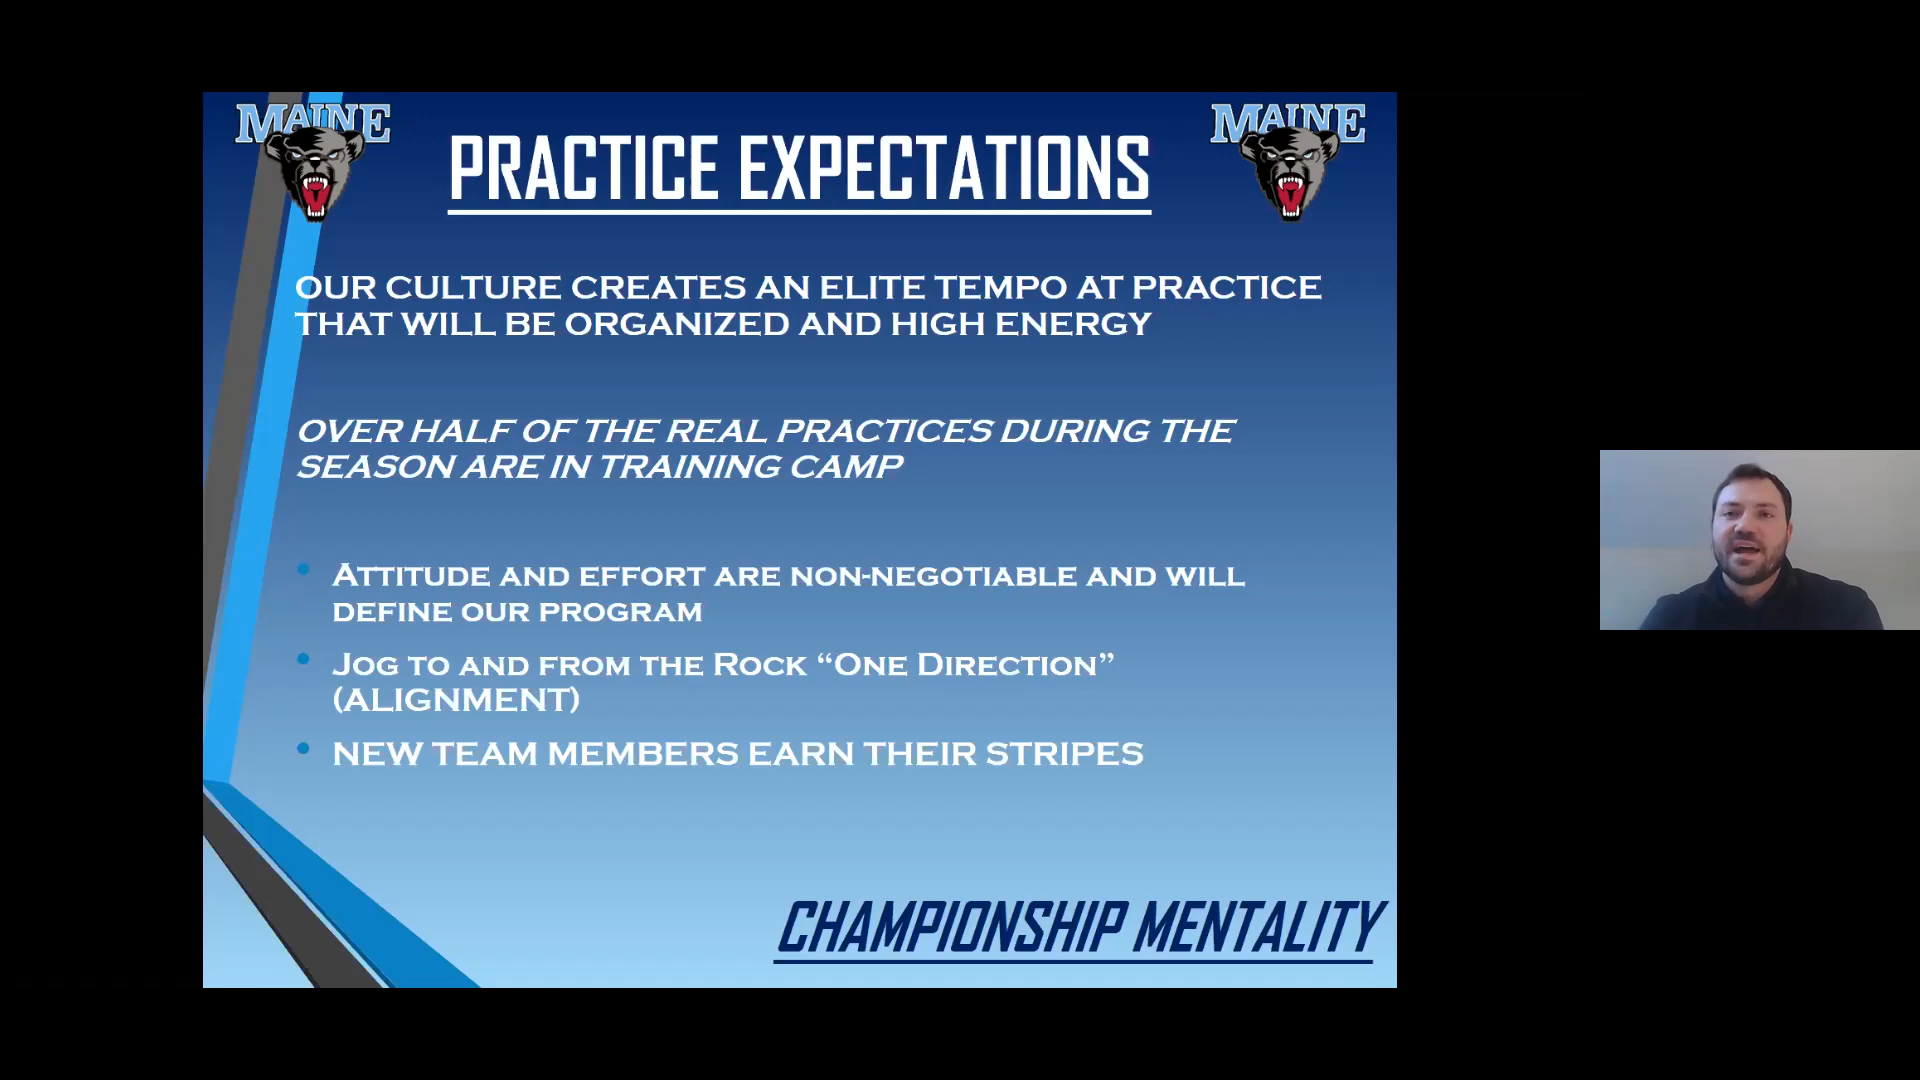 MAINE
MAINE
PRACTICE EXPECTATIONS
OUR CULTURE CREATES AN ELITE TEMPO AT PRACTICE
THAT WILL BE ORGANIZED AND HIGH ENERGY
OVER HALF OF THE REAL PRACTICES DURING THE
SEASON ARE IN TRAINING CAMP
• Attitude and effort are non-negotiable and will
define our program
• Jog to and from the Rock “One Direction”
(ALIGNMENT)
• NEW TEAM MEMBERS EARN THEIR STRIPES
CHAMPIONSHIP MENTALITY